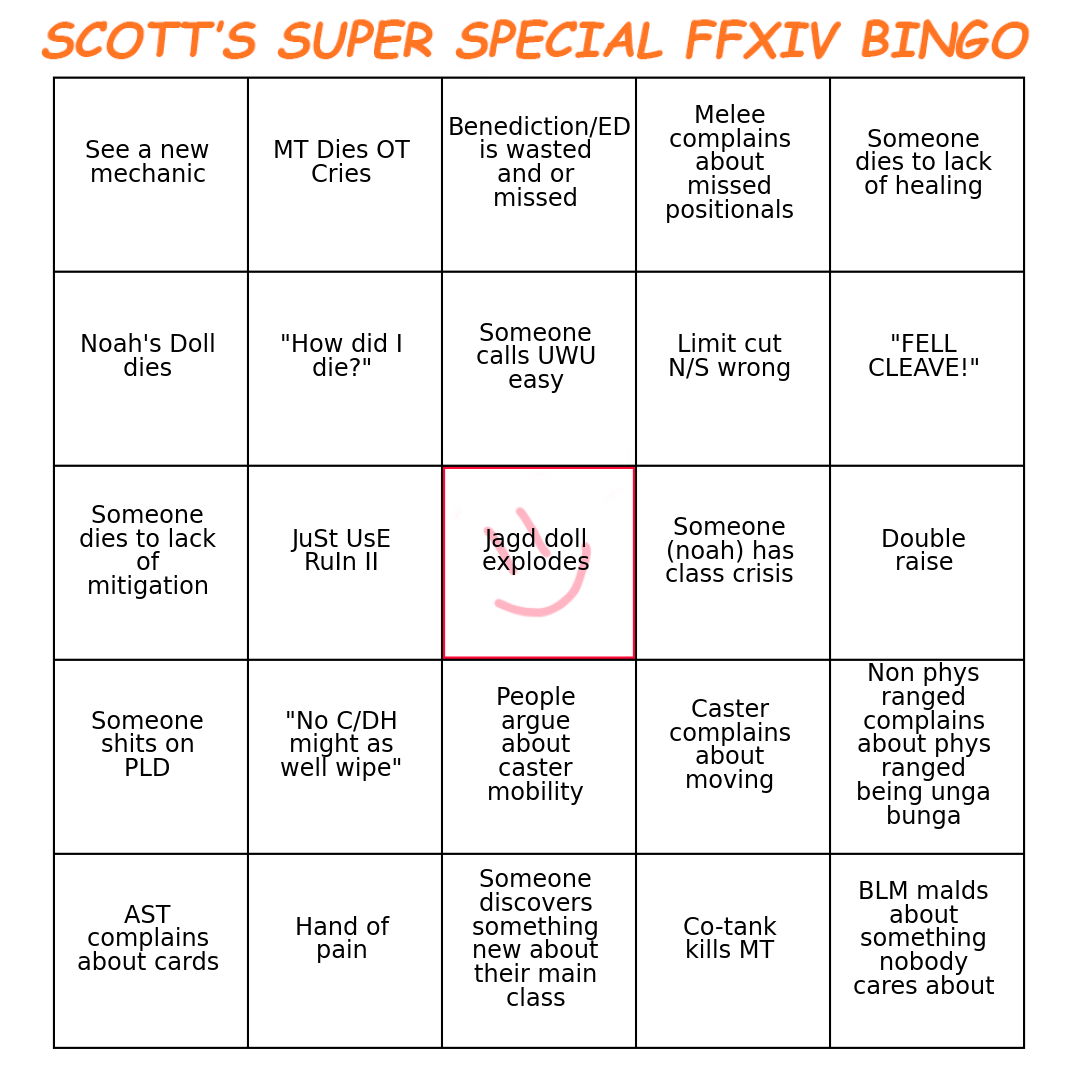 SCOTT'S SUPER SPECIAL FFXIV BINGO
See a new
mechanic
MT Dies OT
Cries
Benediction/ED
is wasted
and or
missed
Melee
complains
about
missed
positionals
Someone
dies to lack
of healing
Noah's Doll
dies
"How did I
die?"
Someone
calls UWU
easy
Limit cut
N/S wrong
"FELL
CLEAVE!"
Someone
dies to lack
of
mitigation
JuSt UsE
RuIn II
Jagd doll
explodes
Someone
(noah) has
class crisis
Double
raise
Someone
shits on
PLD
"No C/DH
might as
well wipe"
People
argue
about
caster
mobility
Caster
complains
about
moving
Non phys
ranged
complains
about phys
ranged
being unga
bunga
AST
complains
about cards
Hand of
pain
Someone
discovers
something
new about
their main
class
Co-tank
kills MT
BLM malds
about
something
nobody
cares about